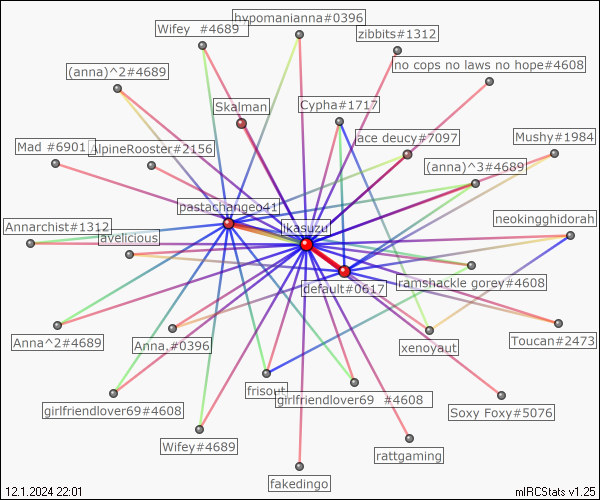 hypomanianna#0396
Wifey  #4689
zibbits#1312
no cops no laws no hope#4608
(anna)^2#4689
Skalman
Cypha#1717
ace deucy#7097
Mushy#1984
Mad #6901
AlpineRooster#2156
(anna)^3#4689
pastachangeo41
Annarchist#1312
ikasuzu
neokingghidorah
avelicious
default#0617
ramshackle gorey#4608
Anna^2#4689
Anna.#0396
xenoyaut
Toucan#2473
frisout
girlfriendlover69#4608
girlfriendlover69  #4608
Soxy Foxy#5076
Wifey#4689
rattgaming
fakedingo
12.1.2024 22:01
mIRCStats v1.25